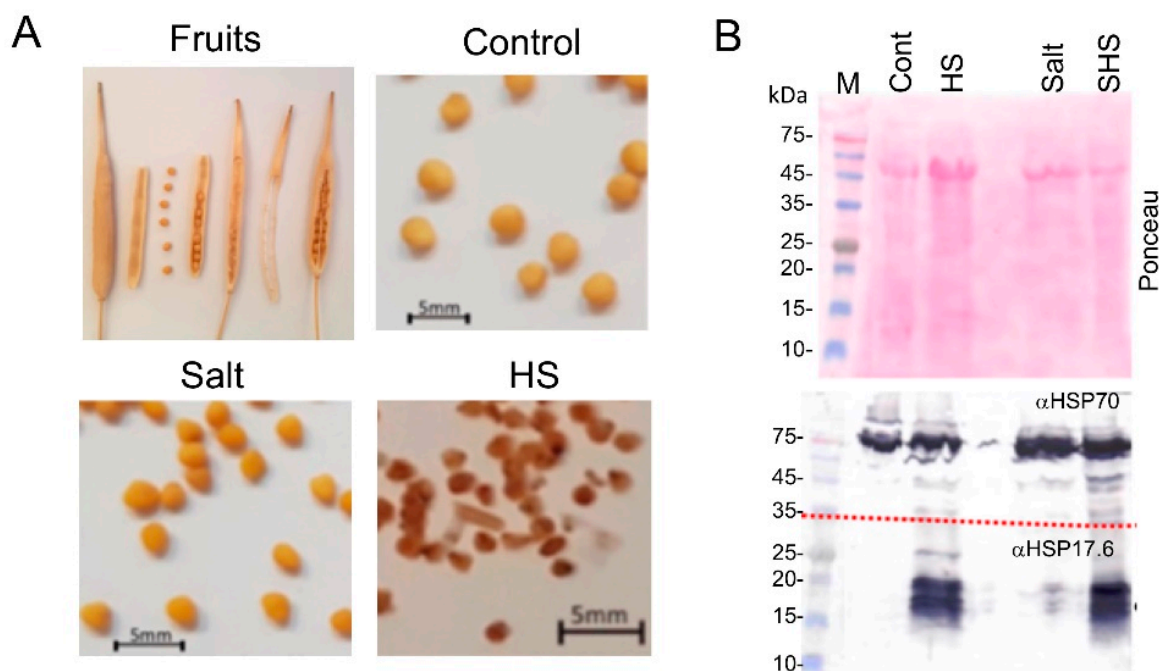 A
Fruits
Control
5mm
Salt
HS
5mm
5mm
B
kDa
M
Cont
HS
Salt
SHS
75-
45-
35-
25-
20-
15-
10-
Ponceau
αHSP70
75-
45-
35-
αHSP17.6
25-
20-
15-
10-